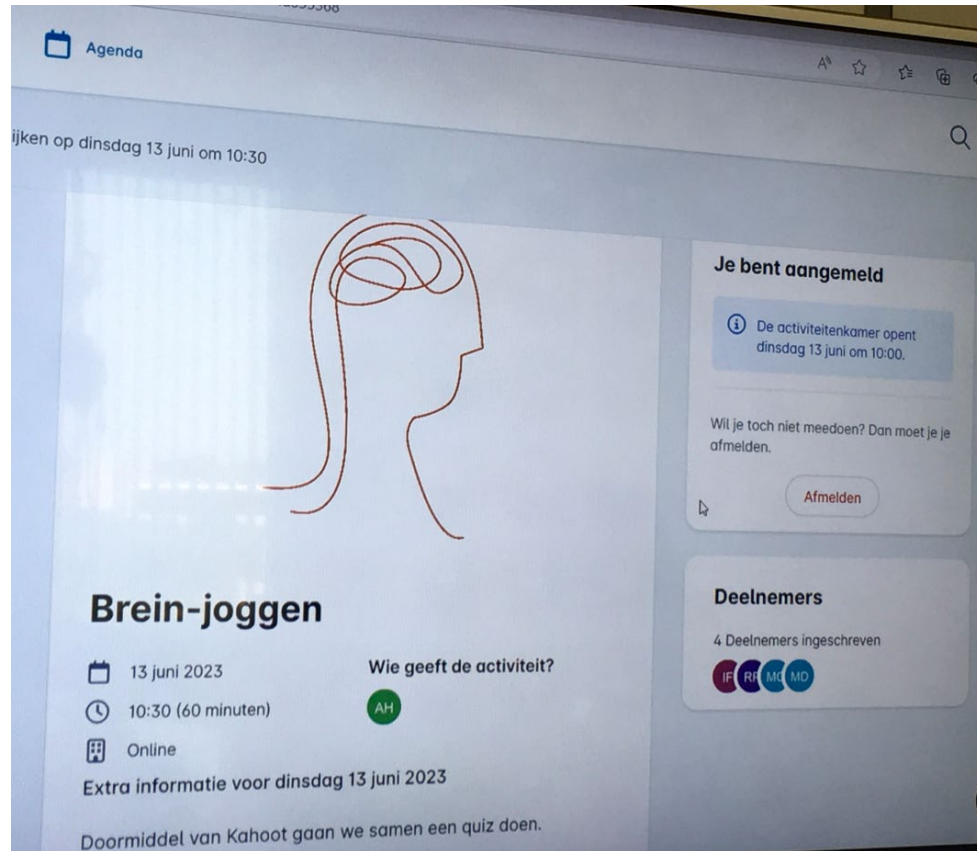 Agenda
ijken op dinsdag 13 juni om 10:30
Je bent aangemeld
De activiteitenkamer opent
dinsdag 13 juni om 10:00.
Wil je toch niet meedoen? Dan moet je je
afmelden.
Afmelden
Brein-joggen
13 juni 2023
10:30 (60 minuten)
Online
Wie geeft de activiteit?
AH
Extra informatie voor dinsdag 13 juni 2023
Doormiddel van Kahoot gaan we samen een quiz doen.
Deelnemers
4 Deelnemers ingeschreven
IF
MD